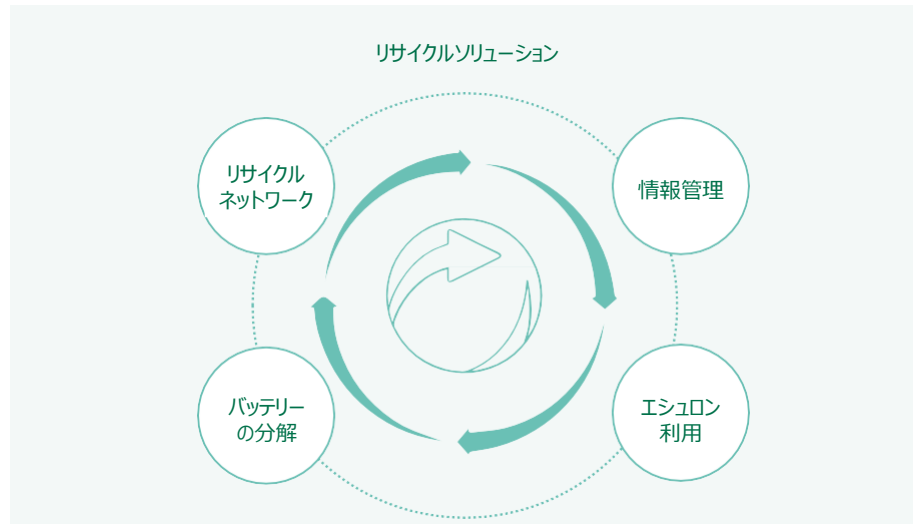 リサイクルソリューション
リサイクル
ネットワーク
情報管理
バッテリー
の分解
エシュロン
利用